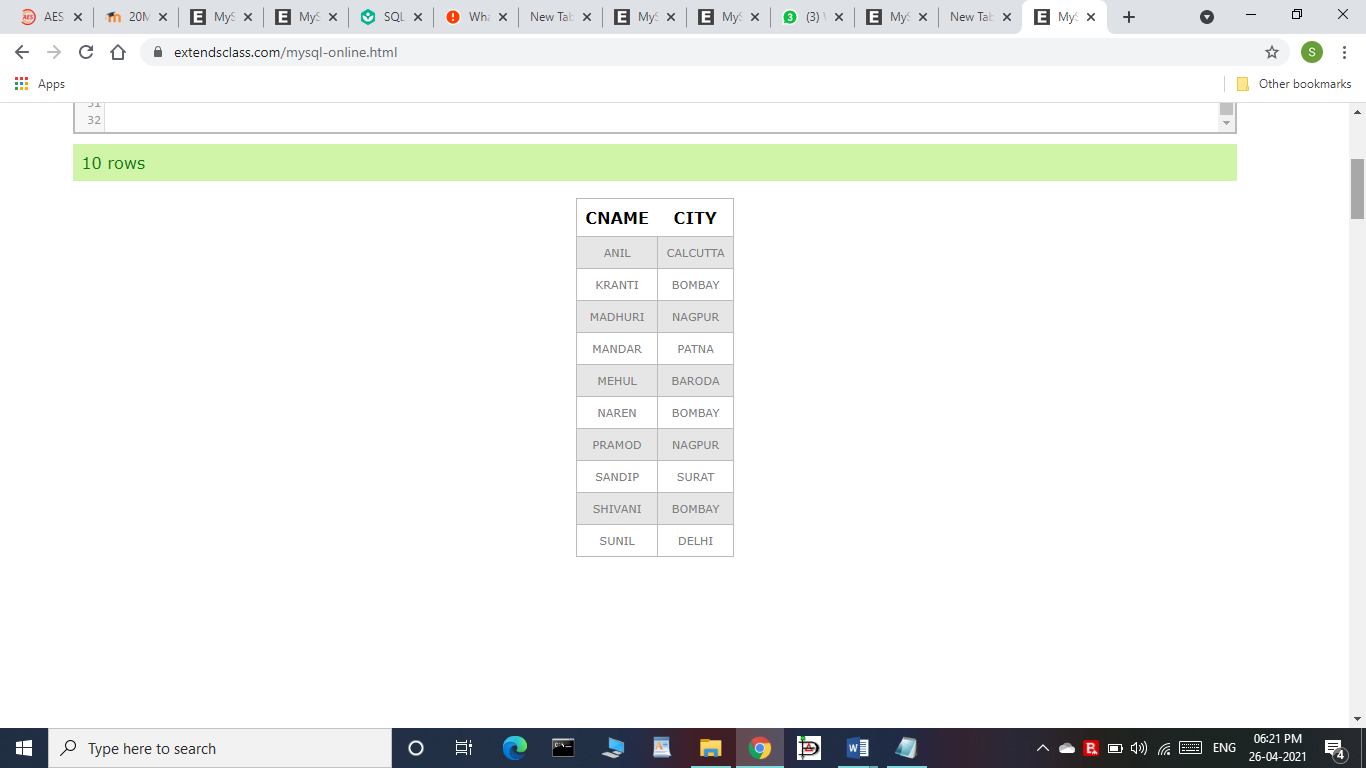 AES
20M
MyS
MyS
SQL
Wha
New Tab
MyS
MyS
(3)
MyS
New Tab
MyS
extendsclass.com/mysql-online.html
S
Apps
Other bookmarks
31
32
10 rows
CNAME CITY
ANIL CALCUTTA
KRANTI BOMBAY
MADHURI NAGPUR
MANDAR PATNA
MEHUL BARODA
NAREN BOMBAY
PRAMOD NAGPUR
SANDIP SURAT
SHIVANI BOMBAY
SUNIL DELHI
Type here to search
ENG
06:21 PM
26-04-2021
4